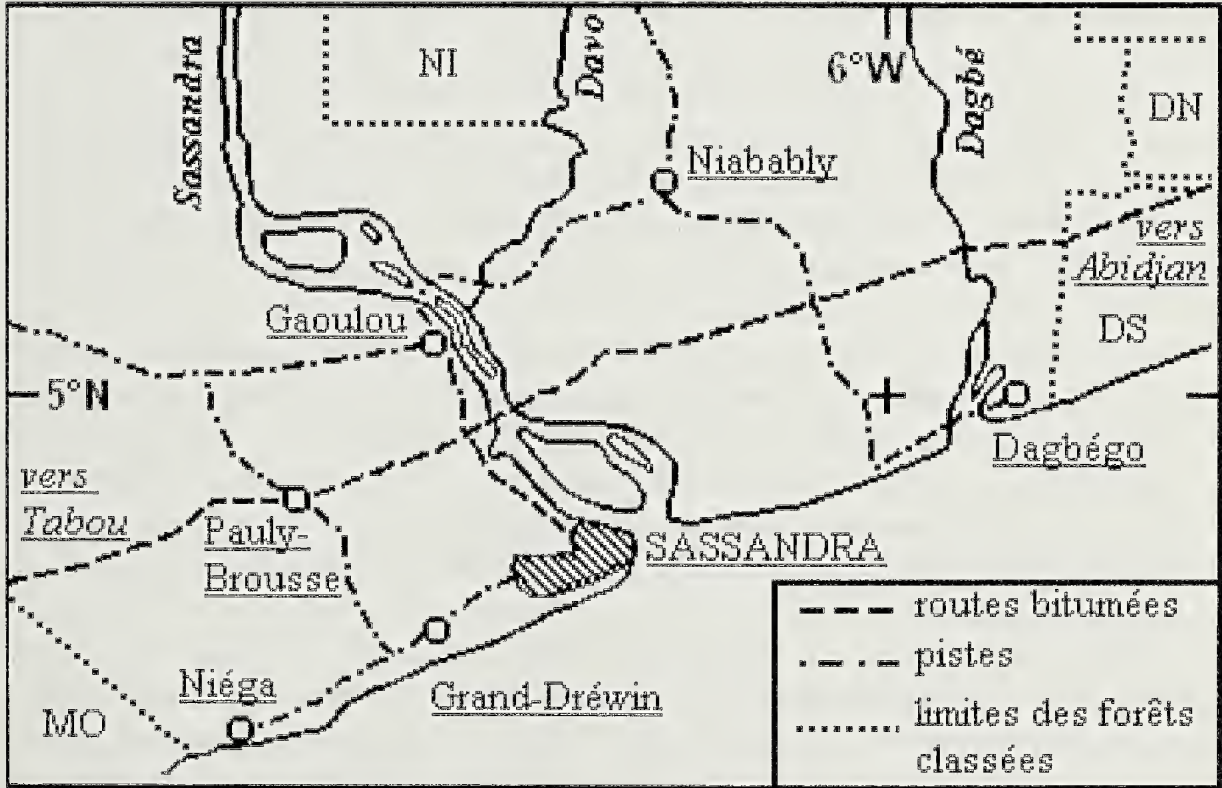 NI
Davo
6°W
Sassandra
Dagbé
DN
Niabably
vers
Abidjan
Gaoulou
DS
5°N
Dagbégo
vers
Tabou
Pauly-
Brousse
SASSANDRA
routes bitumées
pistes
Niéga
Grand-Dréwin
MO
limites des forêts
classées